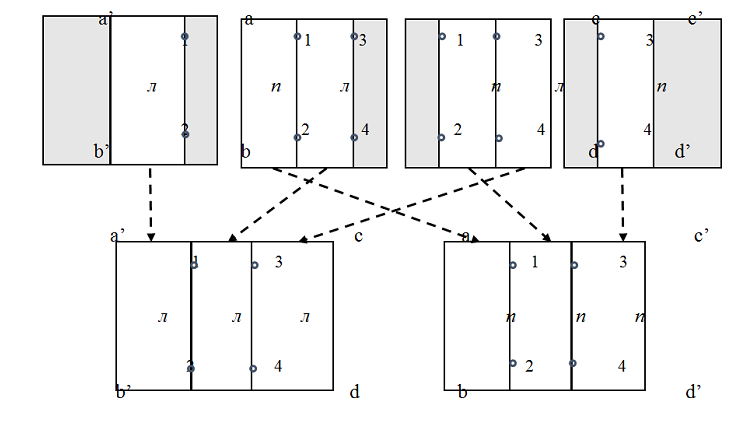 a’ a c c’
1 1 3 1 3 3
л п л п л п
2 2 4 2 4 4
b’ b d d’
a’ c a c’
1 3 1 3
л л л п п п
2 4 2 4
b’ d b d’